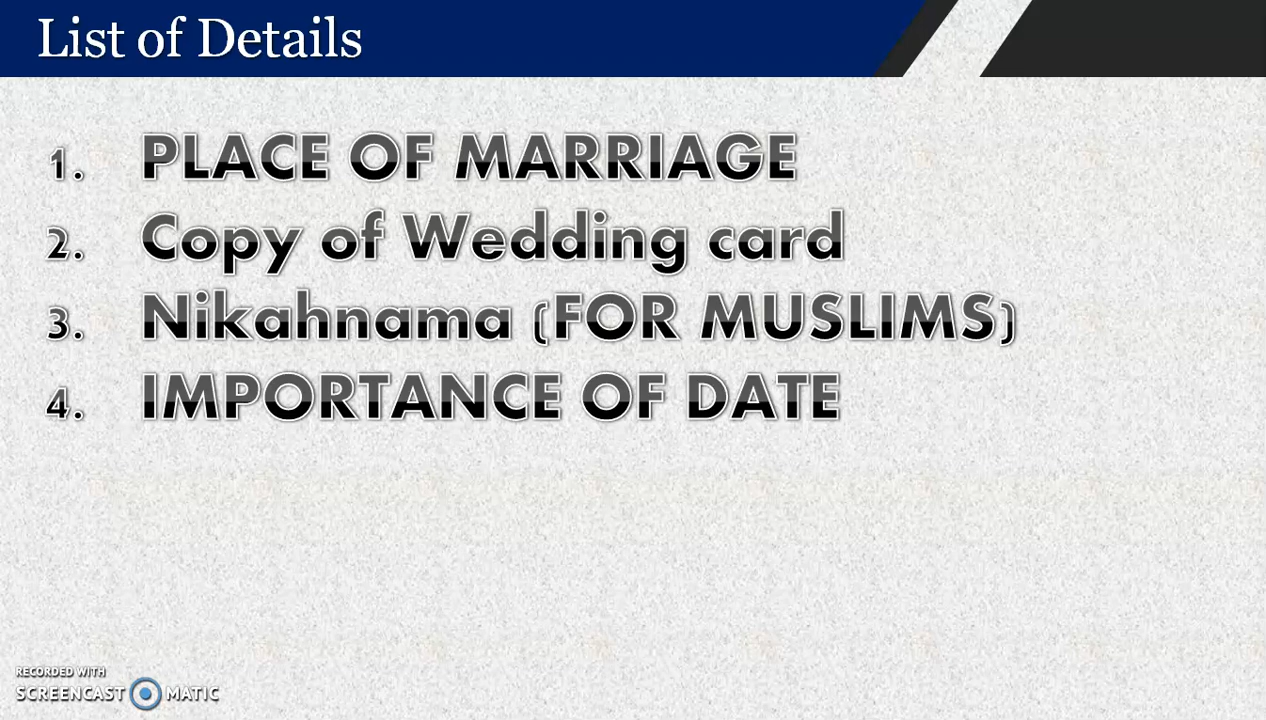 List of Details
1. PLACE OF MARRIAGE
2. Copy of Wedding card
3. Nikahnama (FOR MUSLIMS)
4. IMPORTANCE OF DATE
RECORDED WITH
SCREENCAST MATIC